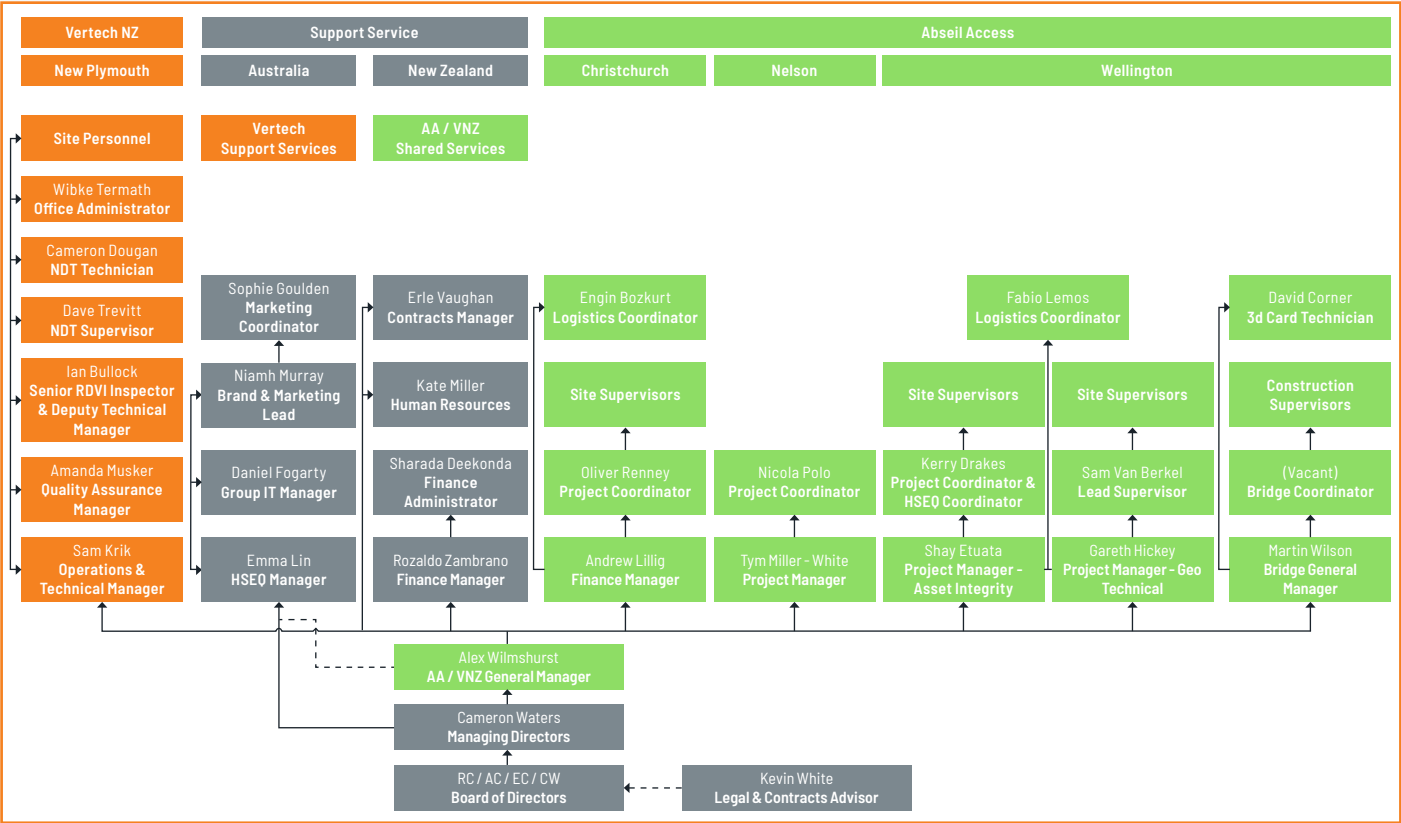 Vertech NZ
Support Service
Abseil Access
New Plymouth
Australia
New Zealand
Christchurch
Nelson
Wellington
Site Personnel
Vertech
Support Services
AA / VNZ
Shared Services
Wibke Termath
Office Administrator
Cameron Dougan
NDT Technician
Dave Trevitt
NDT Supervisor
Ian Bullock
Senior RDVI Inspector
& Deputy Technical
Manager
Amanda Musker
Quality Assurance
Manager
Sam Krik
Operations &
Technical Manager
Sophie Goulden
Marketing
Coordinator
Niamh Murray
Brand & Marketing
Lead
Daniel Fogarty
Group IT Manager
Emma Lin
HSEQ Manager
Erle Vaughan
Contracts Manager
Kate Miller
Human Resources
Sharada Deekonda
Finance
Administrator
Rozaldo Zambrano
Finance Manager
Engin Bozkurt
Logistics Coordinator
Site Supervisors
Oliver Renney
Project Coordinator
Andrew Lillig
Finance Manager
Nicola Polo
Project Coordinator
Tym Miller - White
Project Manager
Fabio Lemos
Logistics Coordinator
Site Supervisors
Kerry Drakes
Project Coordinator &
HSEQ Coordinator
Shay Etuata
Project Manager -
Asset Integrity
Site Supervisors
Sam Van Berkel
Lead Supervisor
Gareth Hickey
Project Manager - Geo
Technical
David Corner
3d Card Technician
Construction
Supervisors
(Vacant)
Bridge Coordinator
Martin Wilson
Bridge General
Manager
Alex Wilmshurst
AA / VNZ General Manager
Cameron Waters
Managing Directors
RC / AC / EC / CW
Board of Directors
Kevin White
Legal & Contracts Advisor